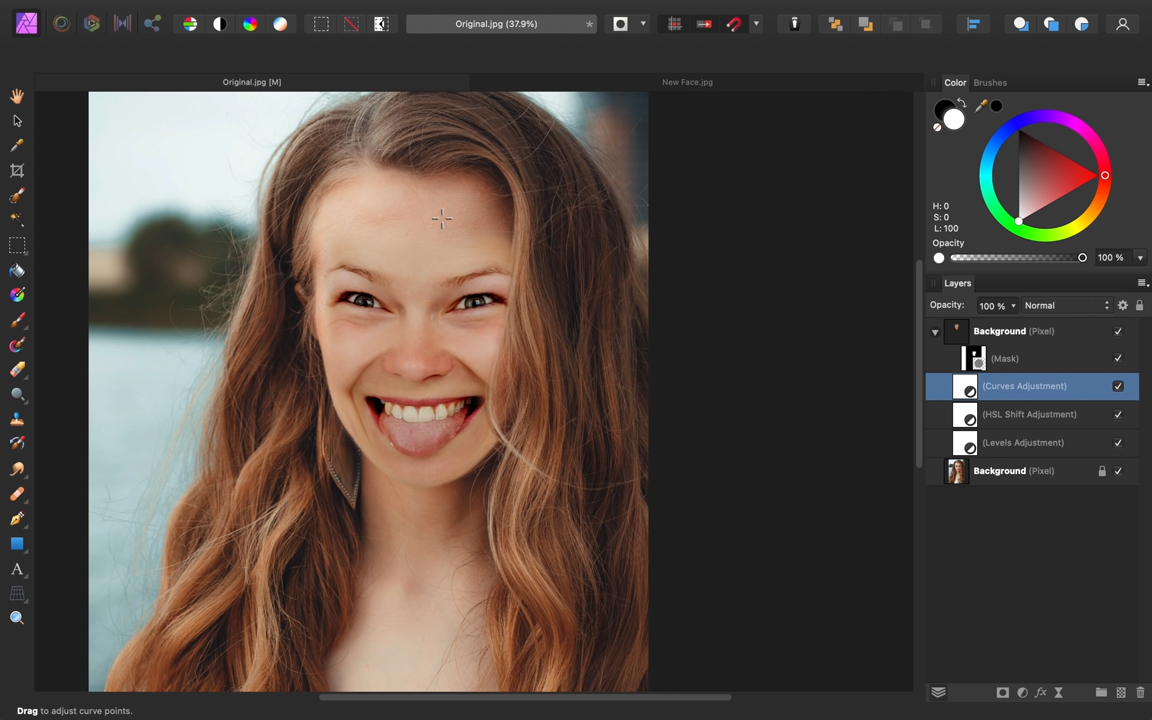 Original.jpg (37.9%)
*
Original.jpg [M]
New Face.jpg
Color
Brushes
H: 0
S: 0
L: 100
Opacity
100 %
Layers
Opacity:
100 %
Normal
Background (Pixel)
(Mask)
(Curves Adjustment)
(HSL Shift Adjustment)
(Levels Adjustment)
Background (Pixel)
A
fx
Drag to adjust curve points.